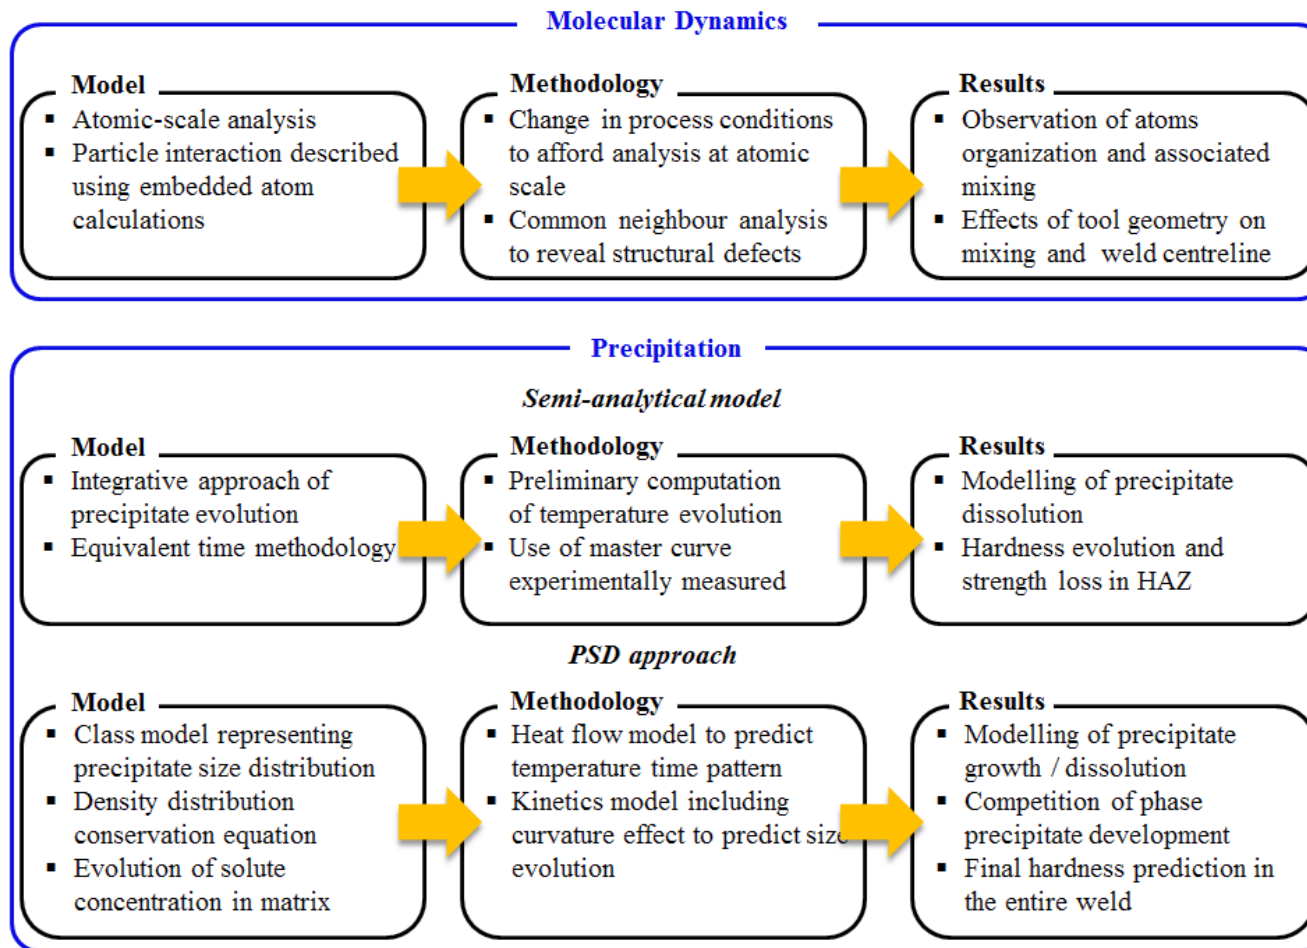 Molecular Dynamics
Model
▪ Atomic-scale analysis
▪ Particle interaction described
using embedded atom
calculations
Methodology
▪ Change in process conditions
to afford analysis at atomic
scale
▪ Common neighbour analysis
to reveal structural defects
Results
▪ Observation of atoms
organization and associated
mixing
▪ Effects of tool geometry on
mixing and weld centreline
Precipitation
Semi-analytical model
Model
▪ Integrative approach of
precipitate evolution
▪ Equivalent time methodology
Methodology
▪ Preliminary computation
of temperature evolution
▪ Use of master curve
experimentally measured
Results
▪ Modelling of precipitate
dissolution
▪ Hardness evolution and
strength loss in HAZ
PSD approach
Model
▪ Class model representing
precipitate size distribution
▪ Density distribution
conservation equation
▪ Evolution of solute
concentration in matrix
Methodology
▪ Heat flow model to predict
temperature time pattern
▪ Kinetics model including
curvature effect to predict size
evolution
Results
▪ Modelling of precipitate
growth / dissolution
▪ Competition of phase
precipitate development
▪ Final hardness prediction in
the entire weld